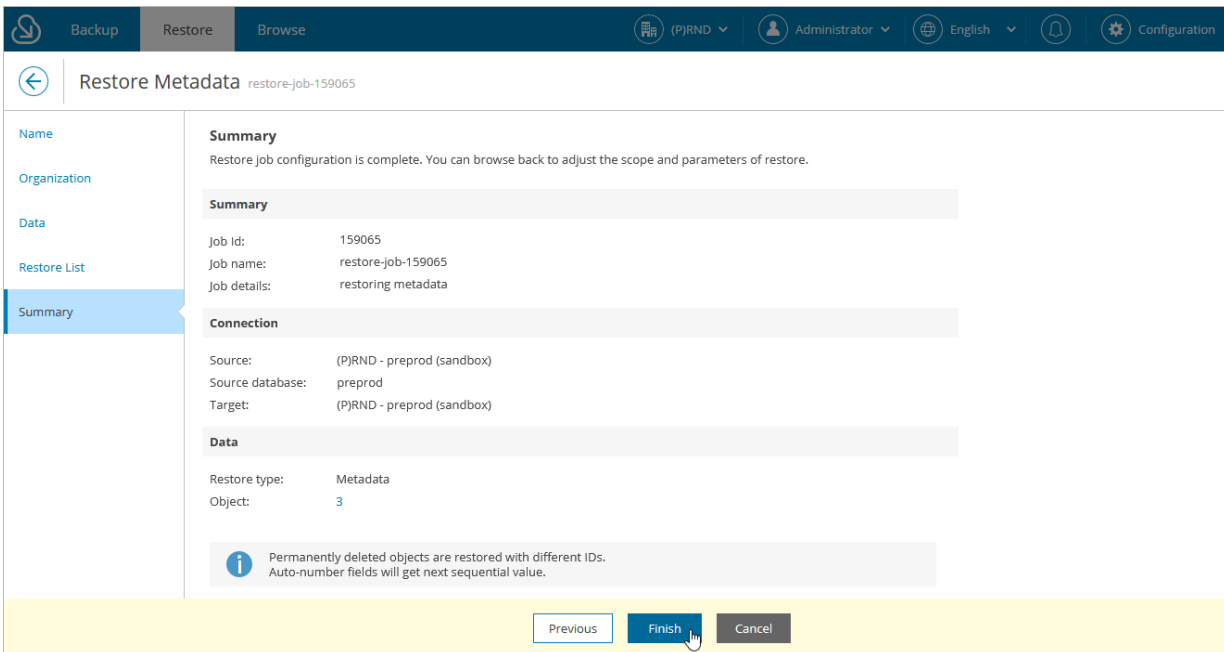 Backup Restore Browse (P)RND Administrator English Configuration
Restore Metadata restore-job-159065
Name
Organization
Data
Restore List
Summary
Summary
Restore job configuration is complete. You can browse back to adjust the scope and parameters of restore.
Summary
Job Id: 159065
Job name: restore-job-159065
Job details: restoring metadata
Connection
Source: (P)RND - preprod (sandbox)
Source database: preprod
Target: (P)RND - preprod (sandbox)
Data
Restore type: Metadata
Object: 3
Permanently deleted objects are restored with different IDs.
Auto-number fields will get next sequential value.
Previous Finish Cancel